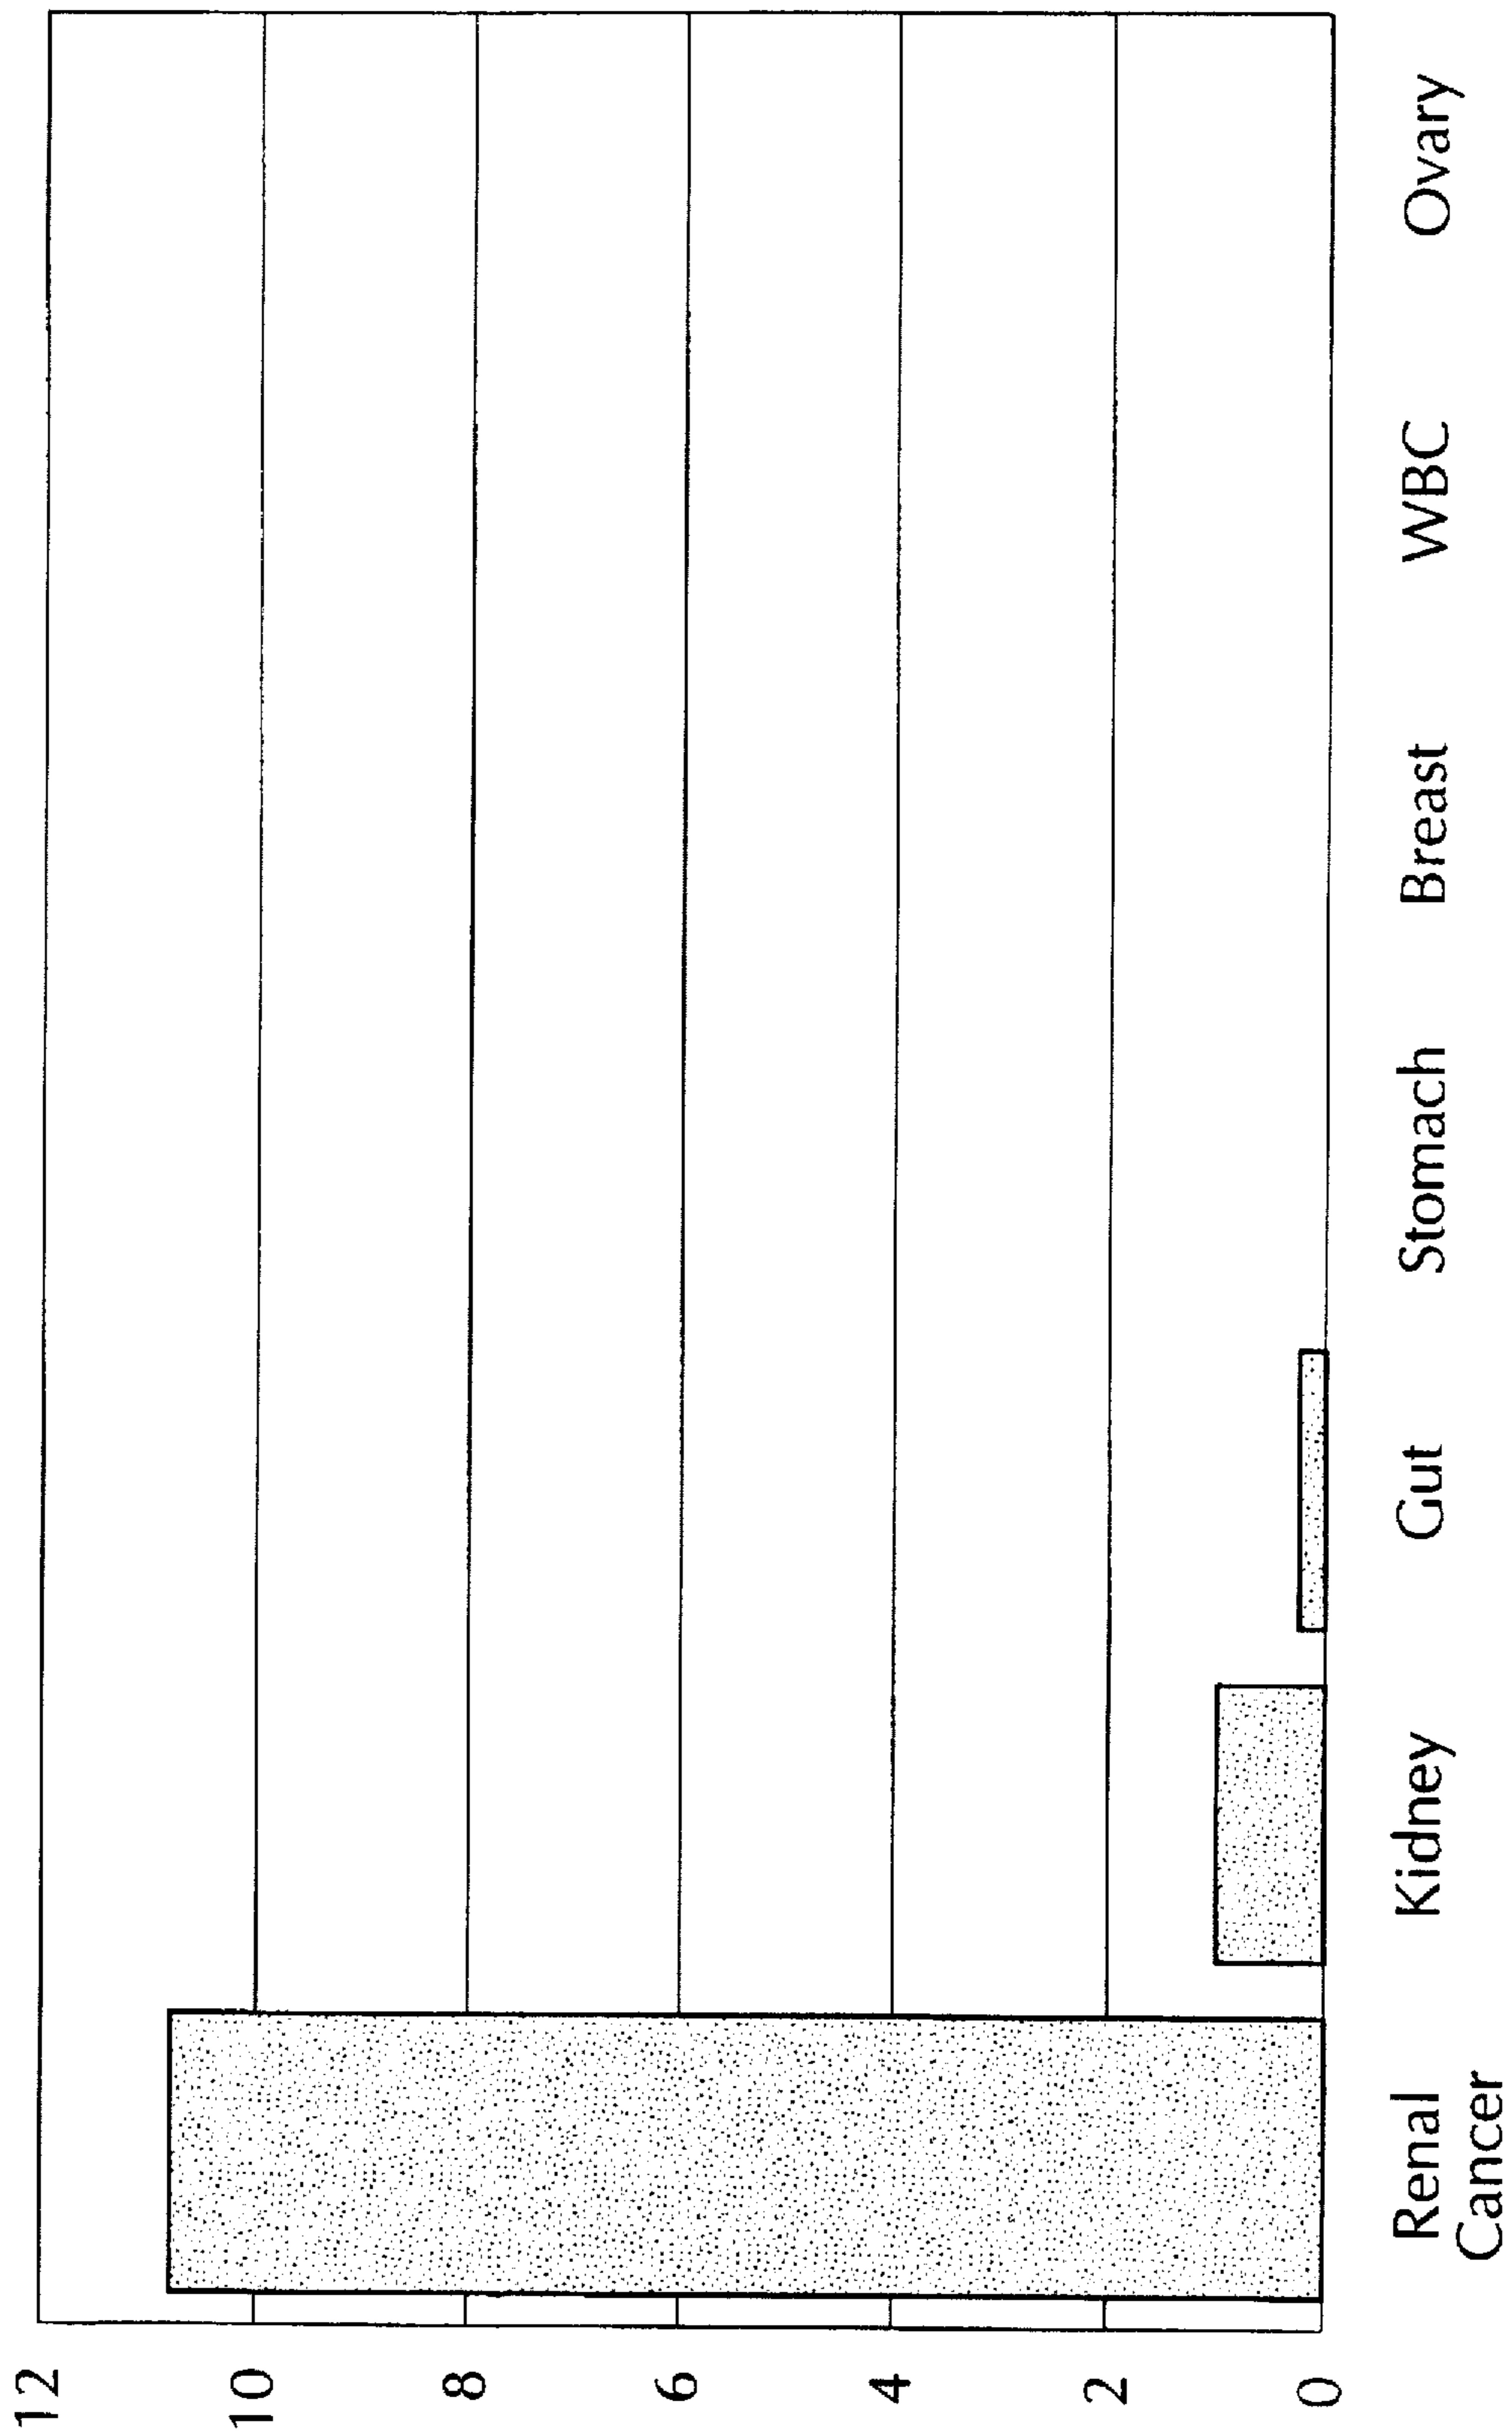 12
10
8
6
4
2
0
Renal
Cancer
Kidney
Gut
Stomach
Breast
WBC
Ovary